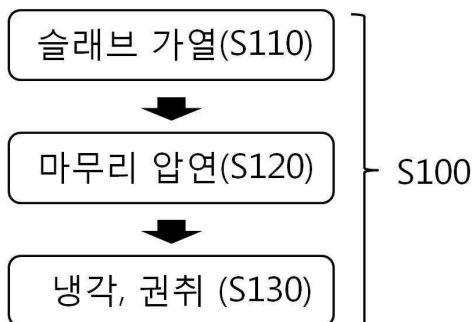 슬래브 가열(S110)
마무리 압연(S120)
S100
냉각, 권취 (S130)